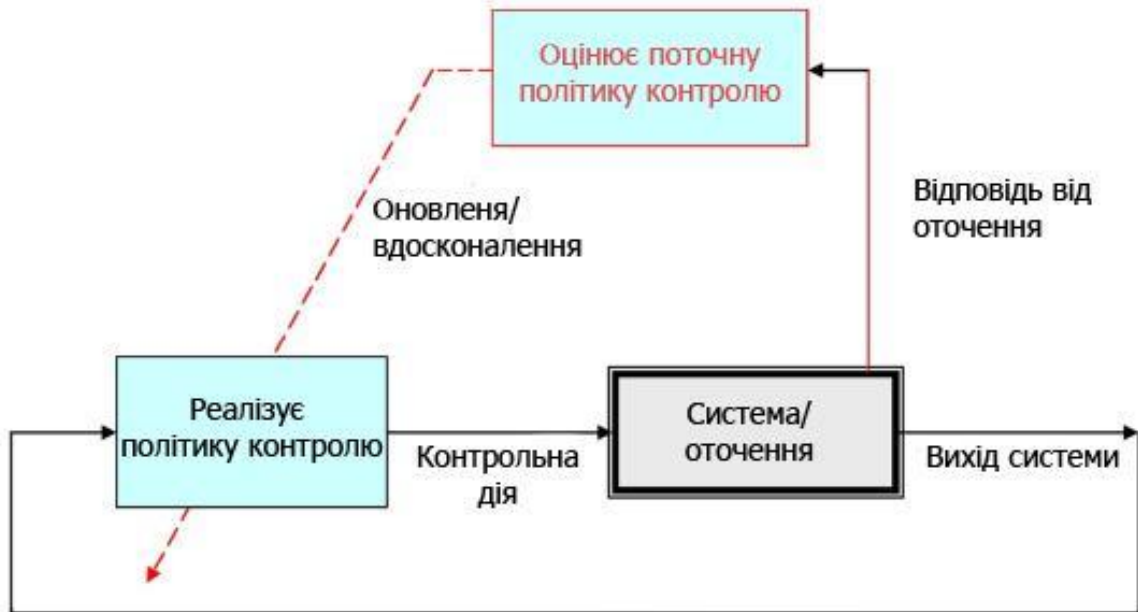 Оцінює поточну
політику контролю
Відповідь від
оточення
Оновленя/
вдосконалення
Реалізує
політику контролю
Контрольна
дія
Система/
оточення
Вихід системи